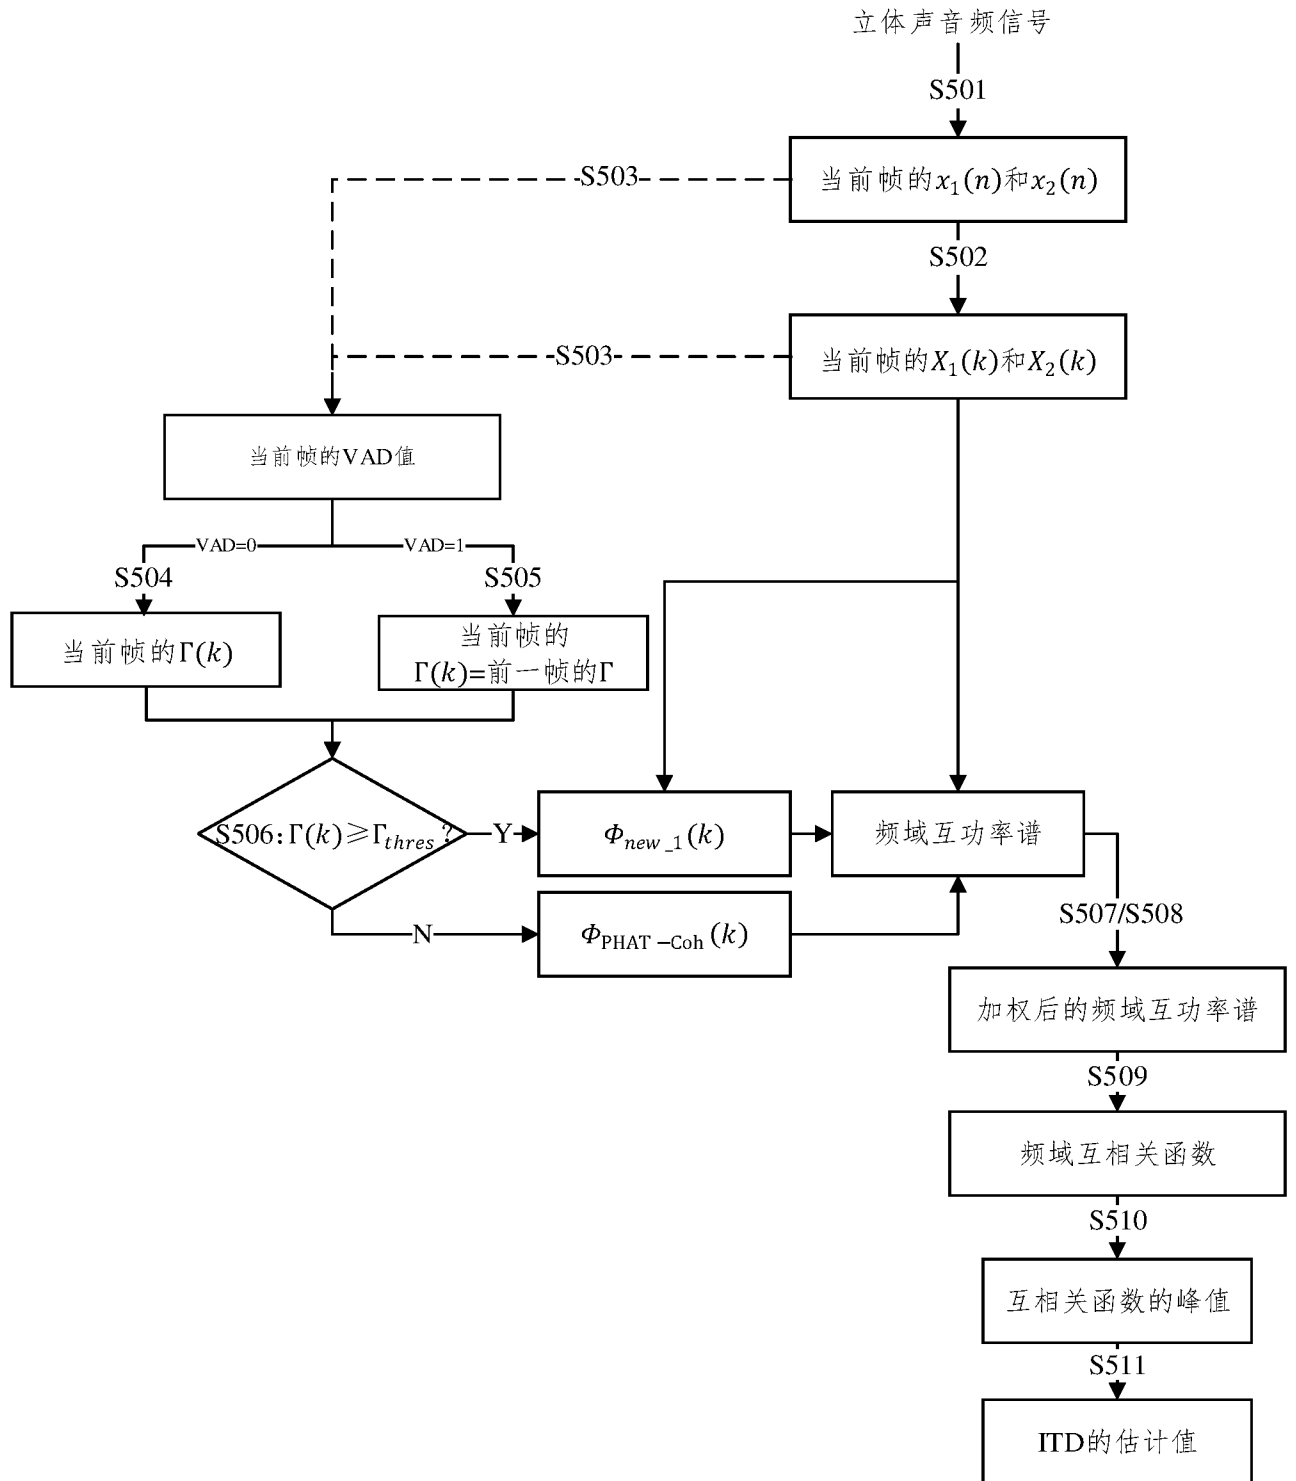 立体声音频信号
S501
当前帧的x₁(n)和x₂(n)
S503
S502
当前帧的X₁(k)和X₂(k)
S503
当前帧的VAD值
VAD=0
VAD=1
S504
S505
当前帧的Γ(k)
当前帧的
Γ(k)=前一帧的Γ
S506:Γ(k)≥Γ_thres?
Y
Φ_new_1(k)
频域互功率谱
N
Φ_PHAT-Coh(k)
S507/S508
加权后的频域互功率谱
S509
频域互相关函数
S510
互相关函数的峰值
S511
ITD的估计值